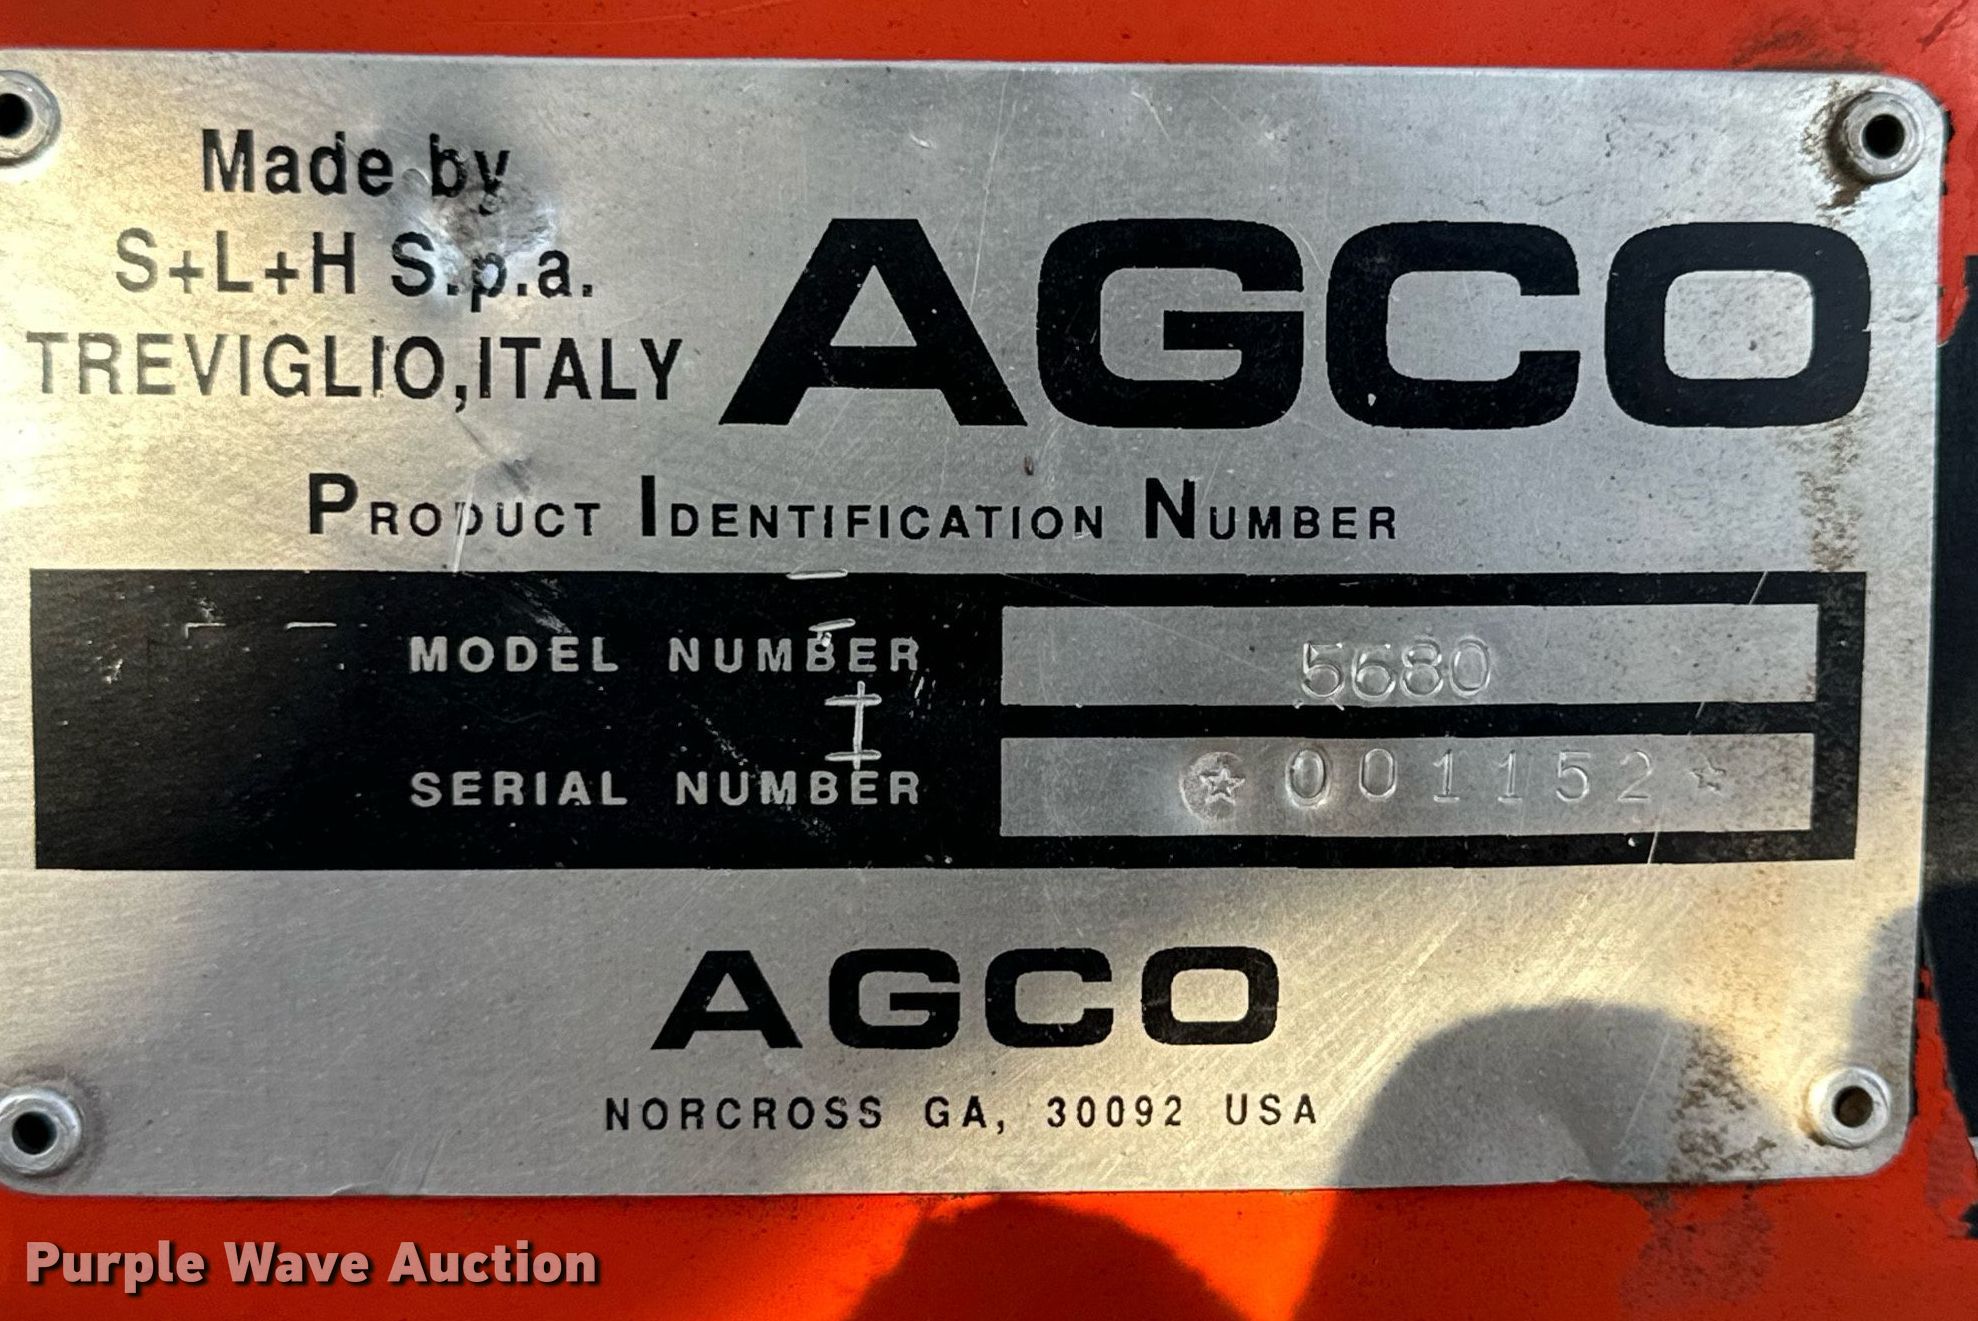 Made by
S+L+H S.p.a.
TREVIGLIO,ITALY
AGCO
PRODUCT IDENTIFICATION NUMBER
MODEL NUMBER 5680
SERIAL NUMBER ☆001152☆
AGCO
NORCROSS GA, 30092 USA
Purple Wave Auction